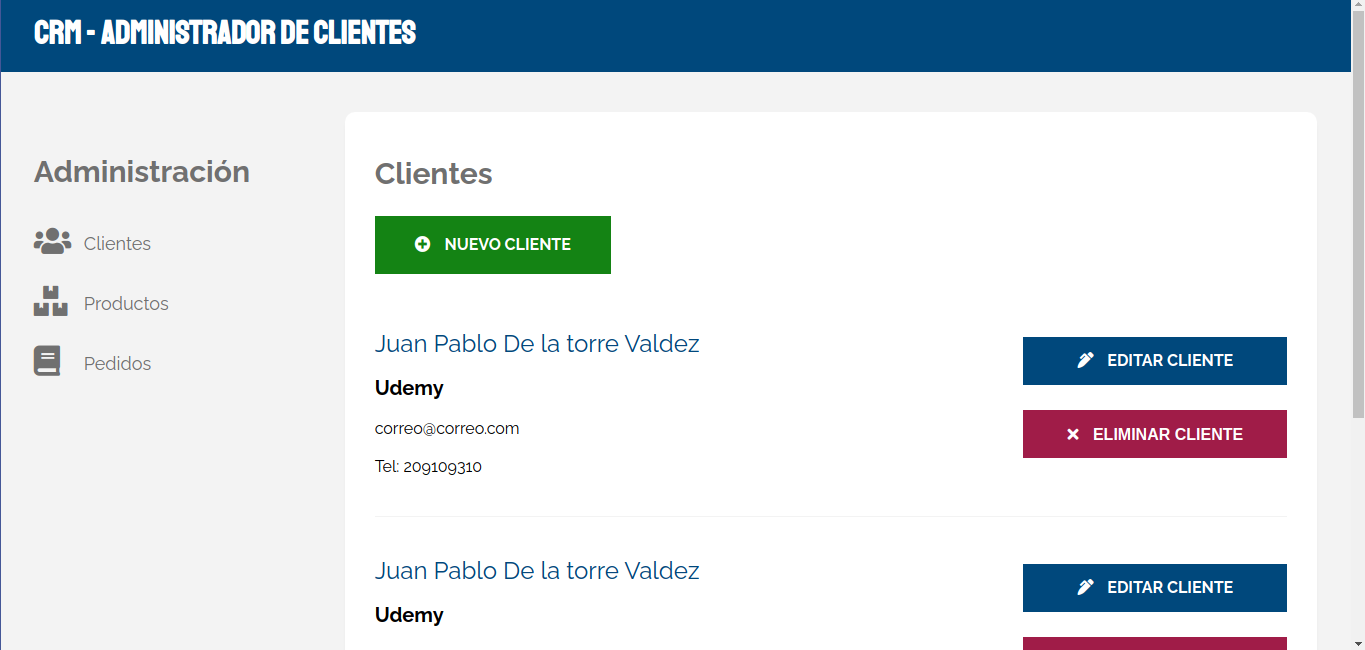 CRM - ADMINISTRADOR DE CLIENTES
Administración
Clientes
Productos
Pedidos
Clientes
NUEVO CLIENTE
Juan Pablo De la torre Valdez
Udemy
correo@correo.com
Tel: 209109310
EDITAR CLIENTE
ELIMINAR CLIENTE
Juan Pablo De la torre Valdez
Udemy
EDITAR CLIENTE